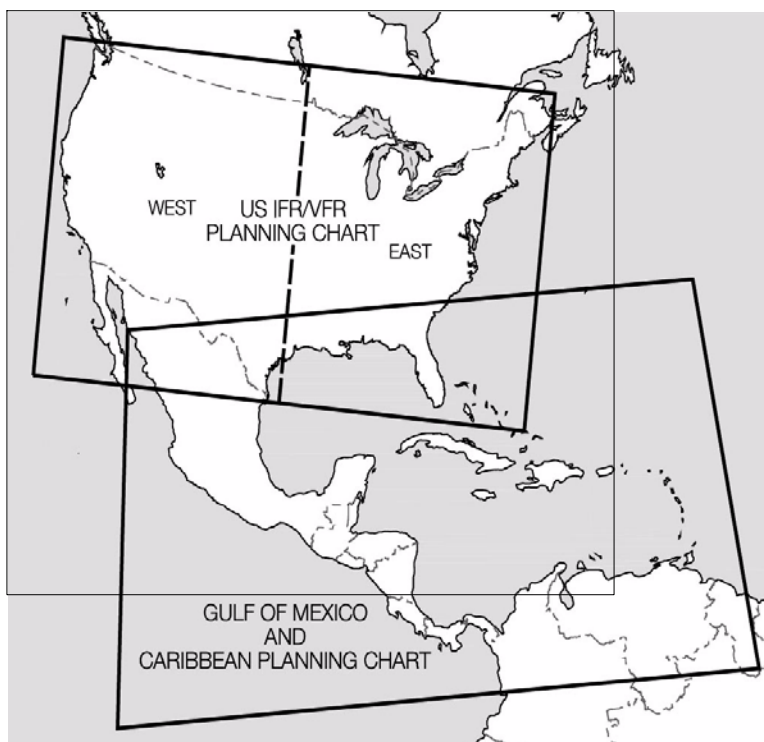 WEST
US IFR/VFR
PLANNING CHART
EAST
GULF OF MEXICO
AND
CARIBBEAN PLANNING CHART